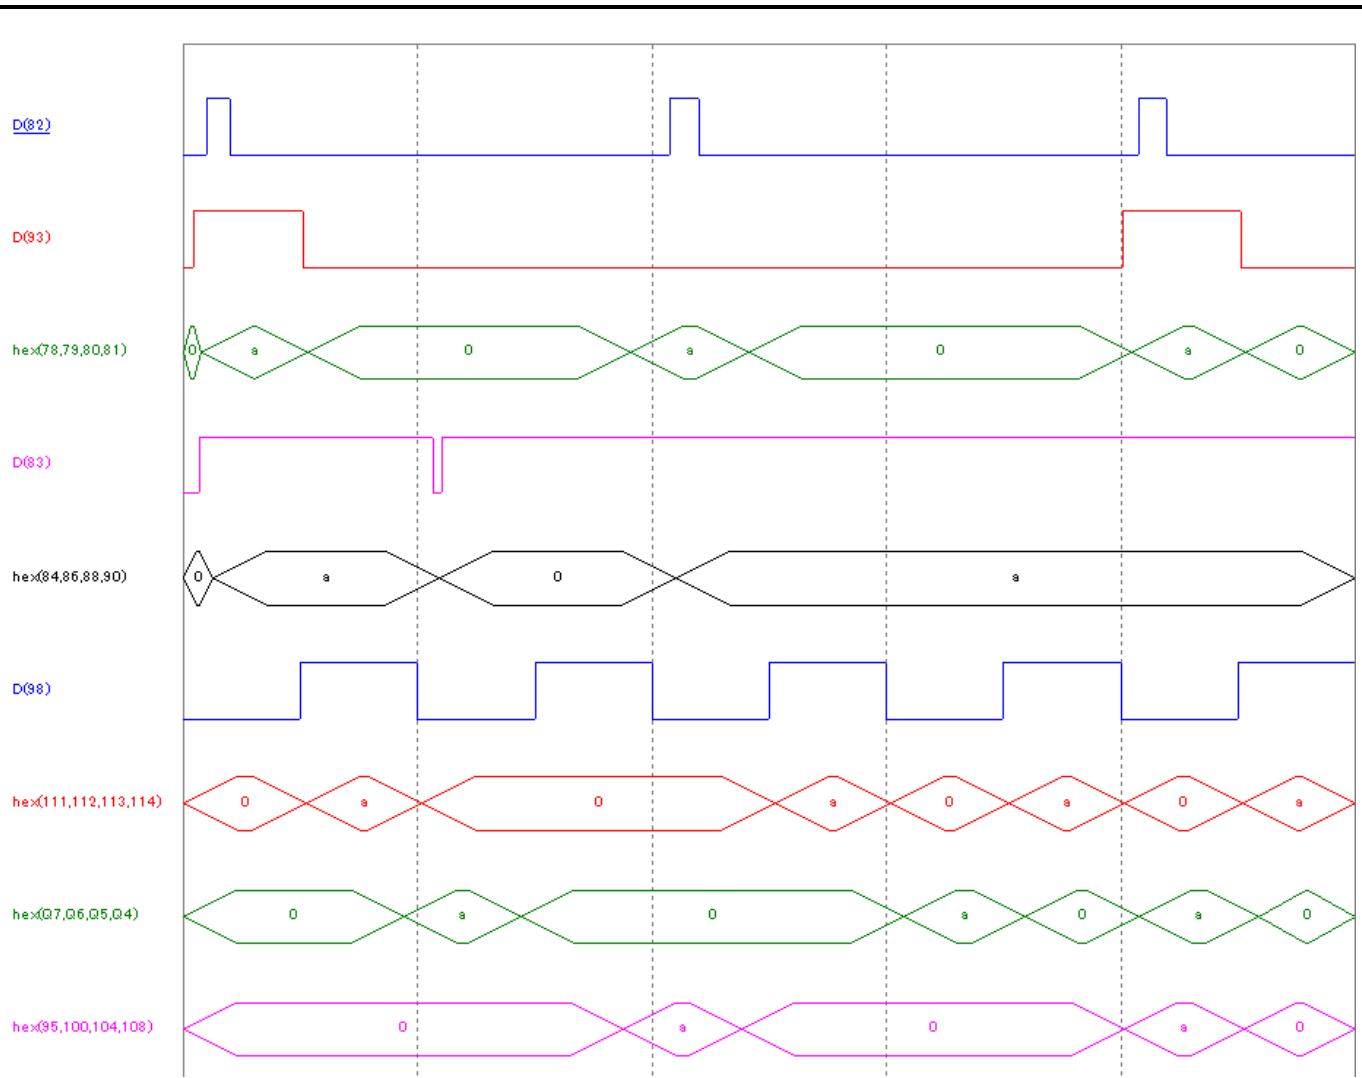 D(82)
D(93)
hex(78,79,80,81) 0 a 0 a 0 a 0
D(83)
hex(84,86,88,90) 0 a 0 a
D(98)
hex(111,112,113,114) 0 a 0 a 0 a 0 a
hex(Q7,Q6,Q5,Q4) 0 a 0 a 0 a 0
hex(95,100,104,108) 0 a 0 a 0